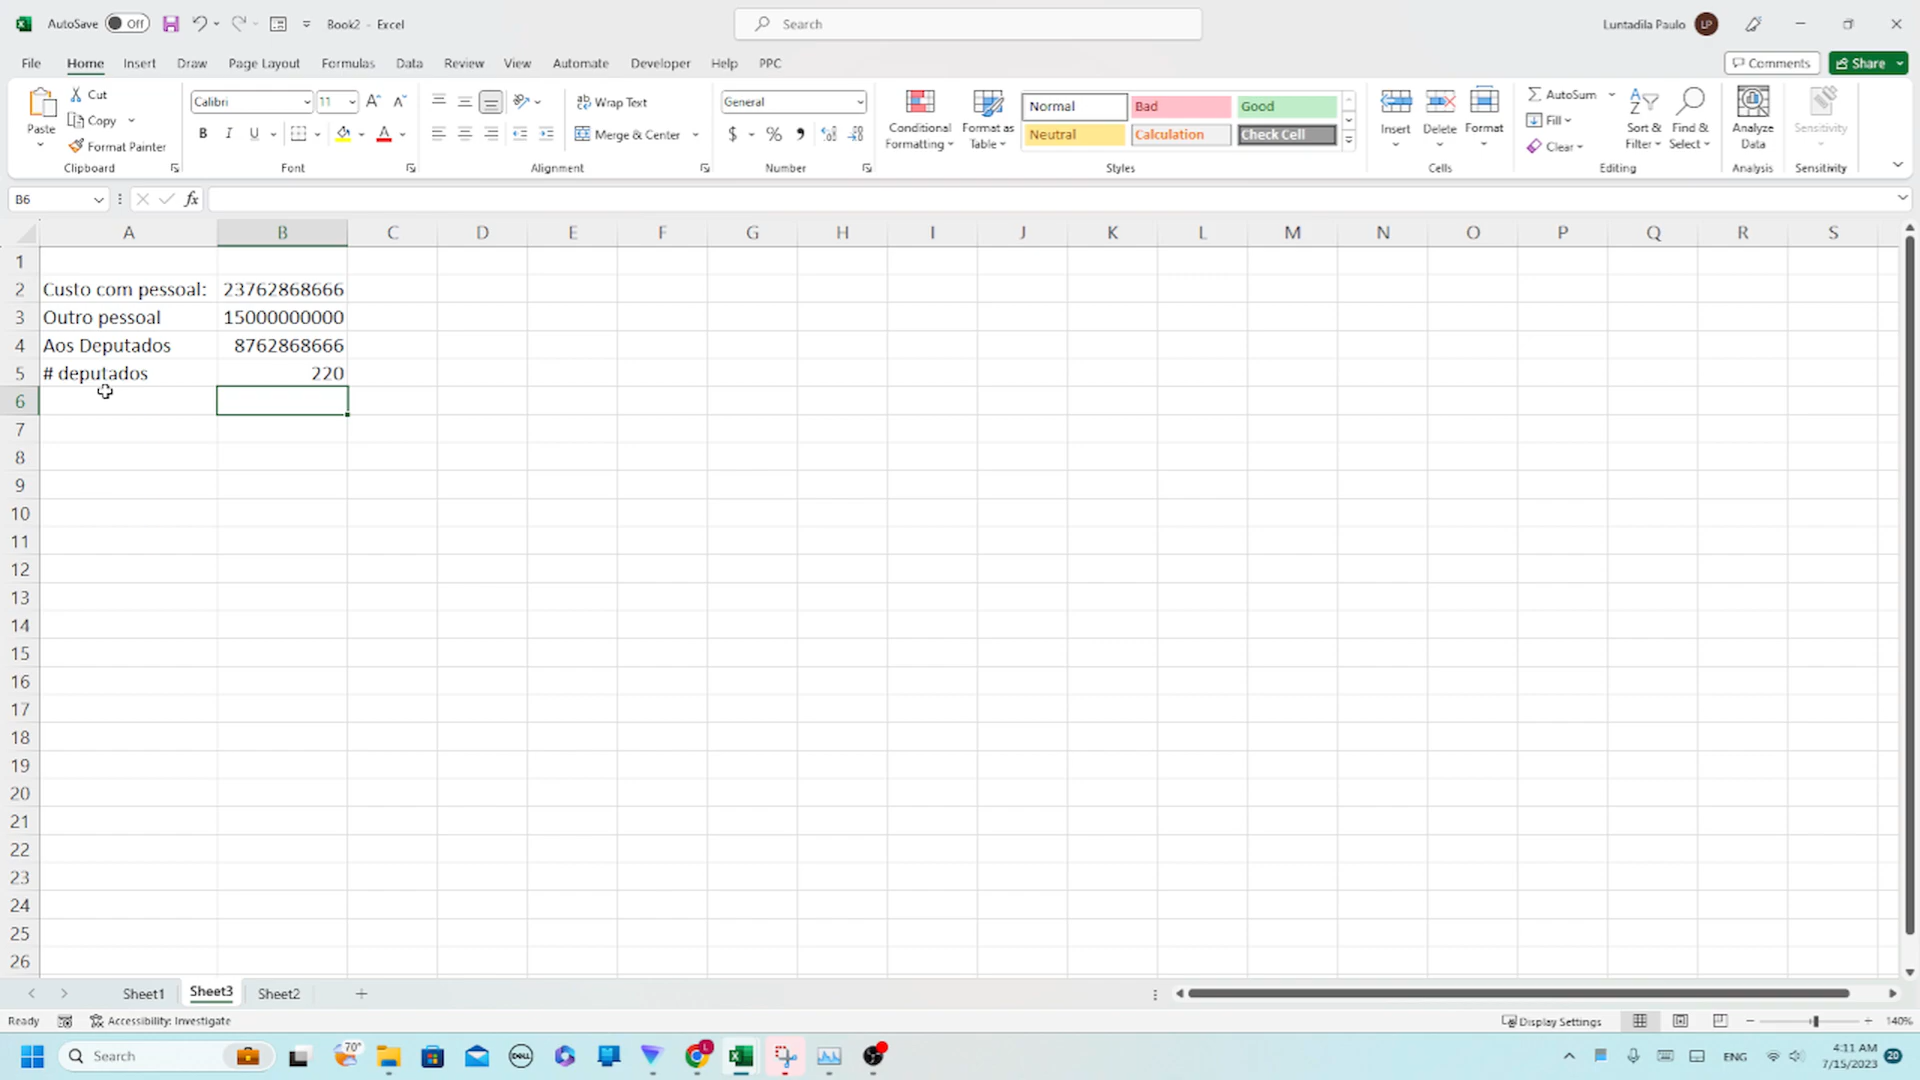 AutoSave Off Book2 - Excel Search Luntadila Paulo LP
File Home Insert Draw Page Layout Formulas Data Review View Automate Developer Help PPC Comments Share
Paste Cut Copy Format Painter Clipboard
Calibri 11 B I U Font
Wrap Text Merge & Center Alignment
General $ % Number
Conditional Formatting Format as Table Normal Bad Good Neutral Calculation Check Cell Styles
Insert Delete Format Cells
AutoSum Fill Clear Sort & Filter Find & Select Editing
Analyze Data Analysis Sensitivity Sensitivity
B6 fx
A B C D E F G H I J K L M N O P Q R S
1
2 Custo com pessoal: 23762868666
3 Outro pessoal 15000000000
4 Aos Deputados 8762868666
5 # deputados 220
6
7
8
9
10
11
12
13
14
15
16
17
18
19
20
21
22
23
24
25
26
Sheet1 Sheet3 Sheet2
Ready Accessibility: Investigate Display Settings 140%
Search 70° DELL ENG 4:11 AM 20
7/15/2023